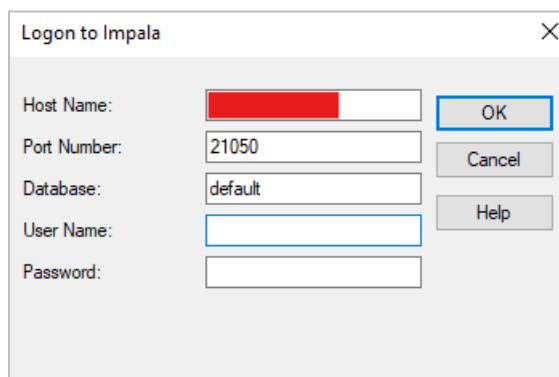 Logon to Impala
Host Name:
OK
Port Number: 21050
Cancel
Database: default
Help
User Name:
Password: